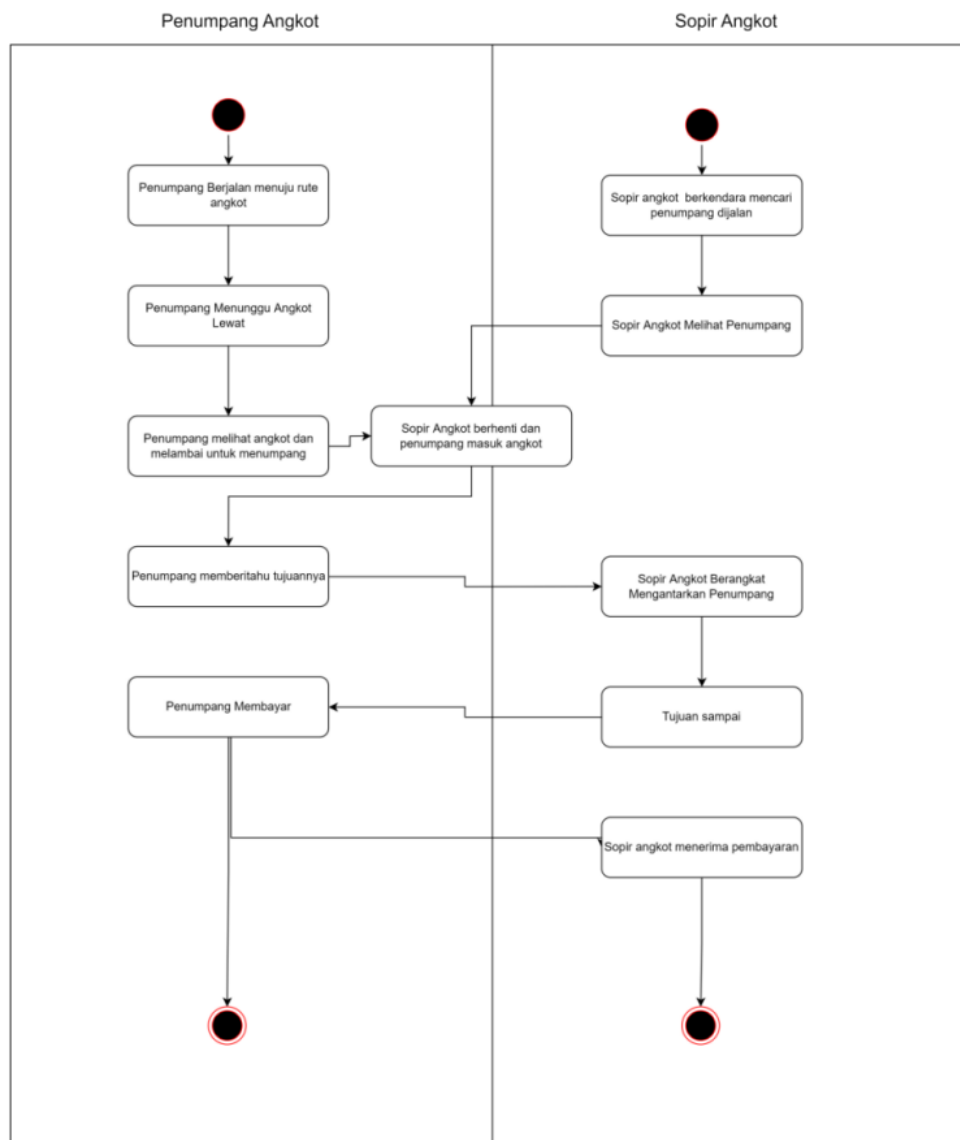 Penumpang Angkot
Sopir Angkot
Penumpang Berjalan menuju rute
angkot
Sopir angkot berkendara mencari
penumpang dijalan
Penumpang Menunggu Angkot
Lewat
Sopir Angkot Melihat Penumpang
Penumpang melihat angkot dan
melambai untuk menumpang
Sopir Angkot berhenti dan
penumpang masuk angkot
Penumpang memberitahu tujuannya
Sopir Angkot Berangkat
Mengantarkan Penumpang
Penumpang Membayar
Tujuan sampai
Sopir angkot menerima pembayaran